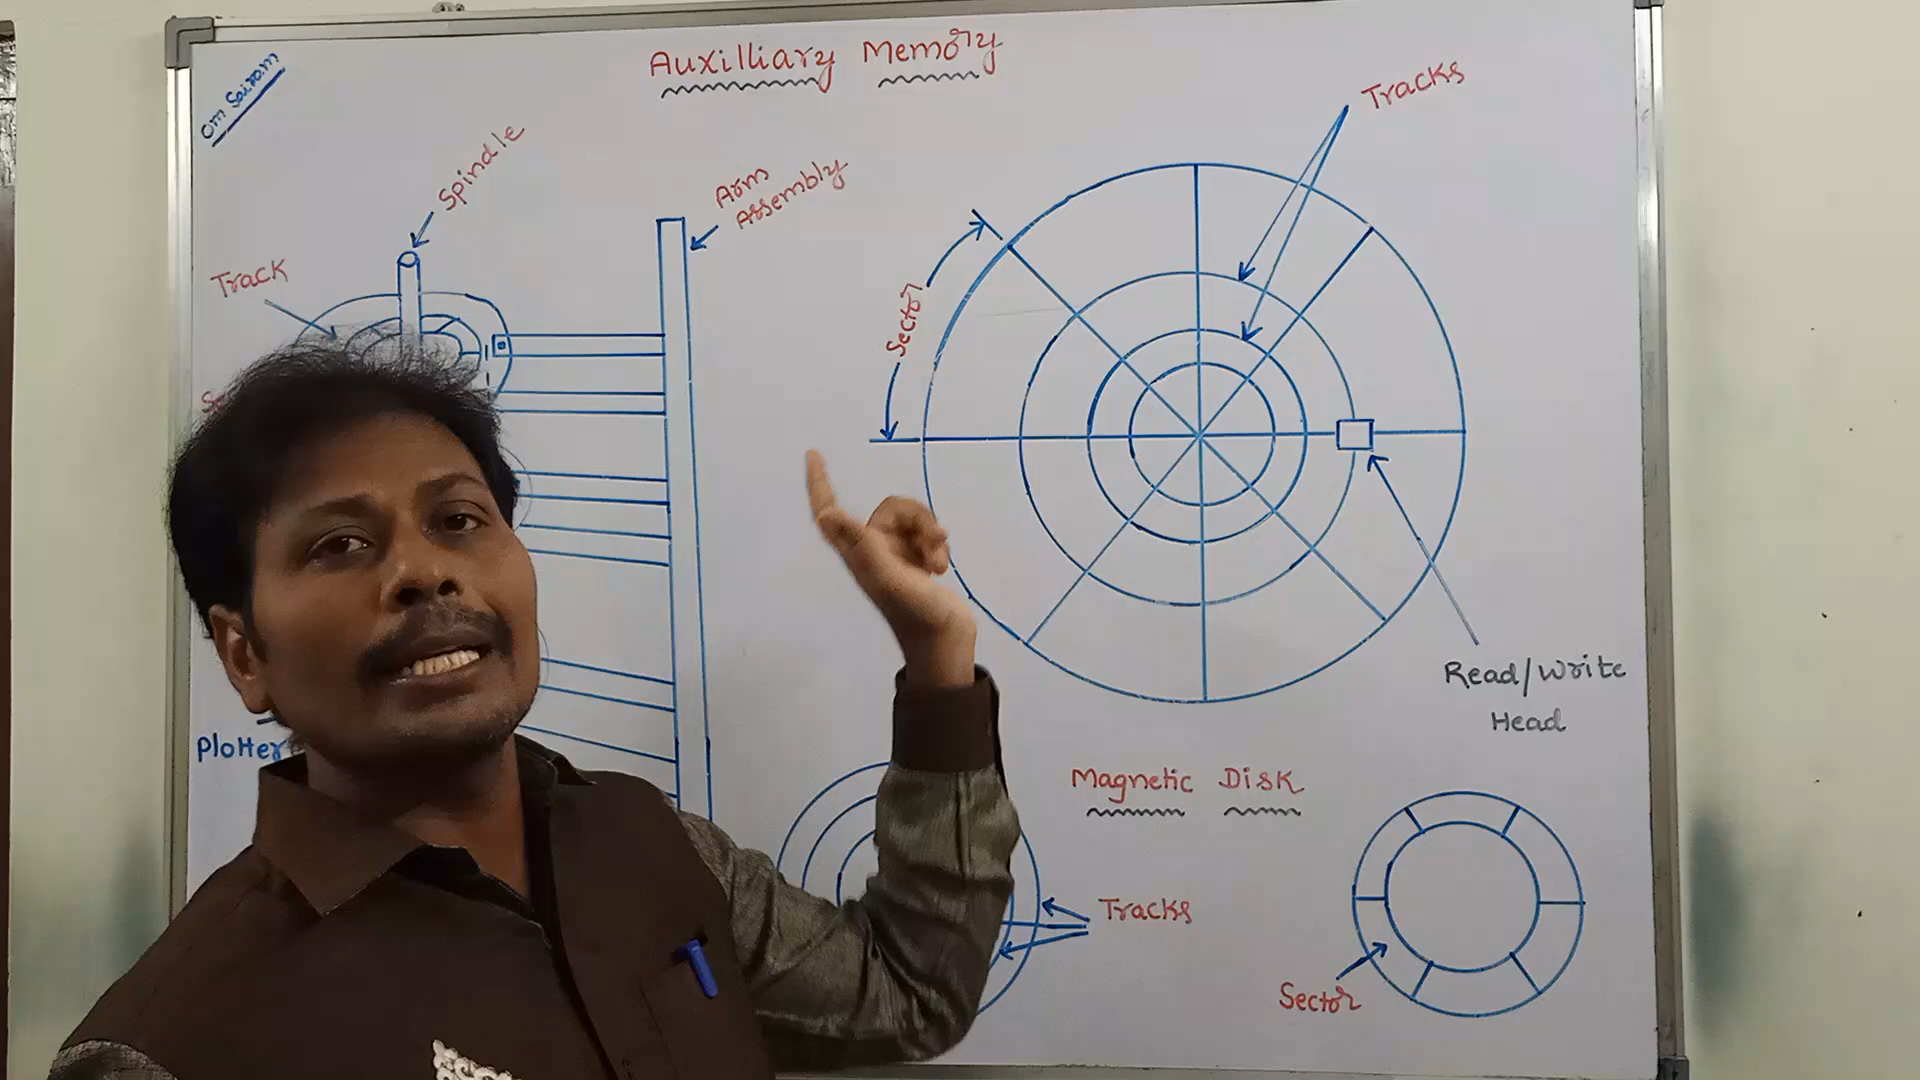 Om Sairam
Auxilliary Memory
Tracks
Spindle
Arm
Assembly
Track
Sector
Plotter
Read/Write
Head
Magnetic Disk
Tracks
Sector